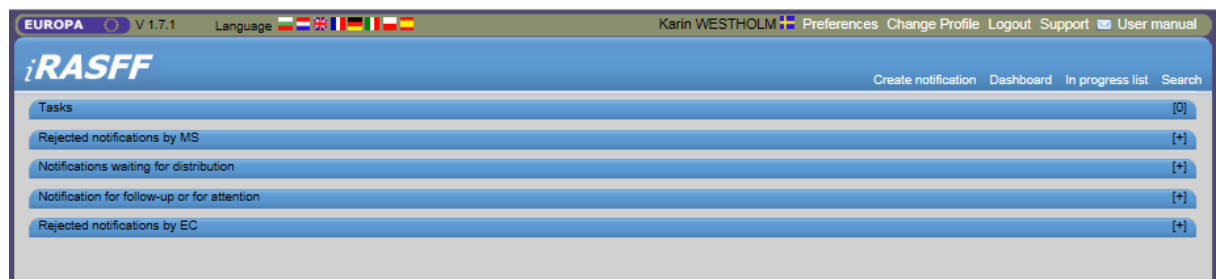 EUROPA V 1.7.1 Language Karin WESTHOLM Preferences Change Profile Logout Support User manual
iRASFF
Create notification Dashboard In progress list Search
Tasks [0]
Rejected notifications by MS [+]
Notifications waiting for distribution [+]
Notification for follow-up or for attention [+]
Rejected notifications by EC [+]